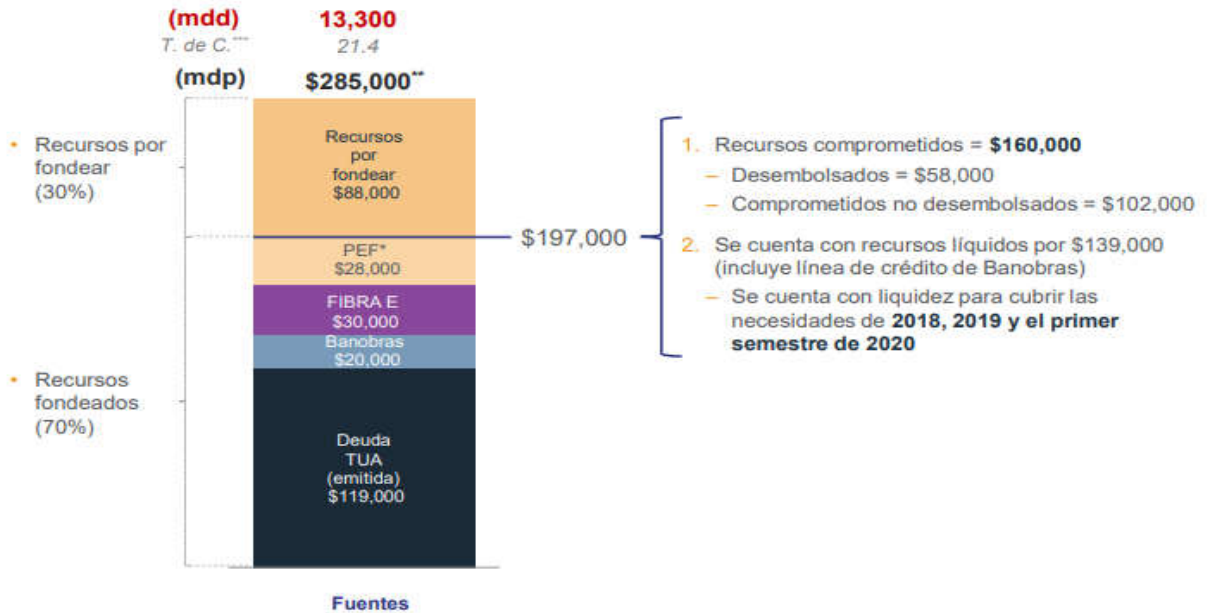 (mdd) 13,300
T. de C.*** 21.4
(mdp) $285,000**
• Recursos por
fondear
(30%)
• Recursos
fondeados
(70%)
Recursos
por
fondear
$88,000
PEF*
$28,000
FIBRA E
$30,000
Banobras
$20,000
Deuda
TUA
(emitida)
$119,000
Fuentes
$197,000
1. Recursos comprometidos = $160,000
– Desembolsados = $58,000
– Comprometidos no desembolsados = $102,000
2. Se cuenta con recursos líquidos por $139,000
(incluye línea de crédito de Banobras)
– Se cuenta con liquidez para cubrir las
necesidades de 2018, 2019 y el primer
semestre de 2020